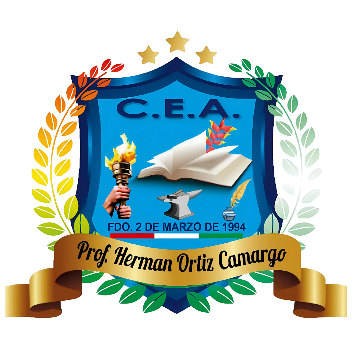 C.E.A.
FDO. 2 DE MARZO DE 1994
Prof. Herman Ortiz Camargo